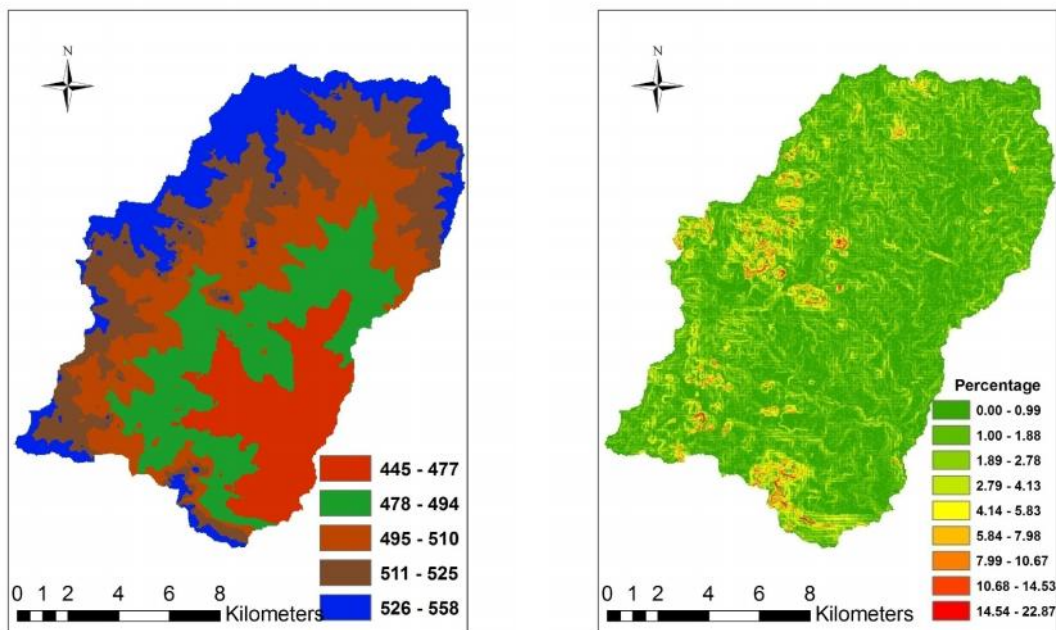 N
445 - 477
478 - 494
495 - 510
511 - 525
526 - 558
0 1 2 4 6 8
Kilometers
N
Percentage
0.00 - 0.99
1.00 - 1.88
1.89 - 2.78
2.79 - 4.13
4.14 - 5.83
5.84 - 7.98
7.99 - 10.67
10.68 - 14.53
14.54 - 22.87
0 1 2 4 6 8
Kilometers